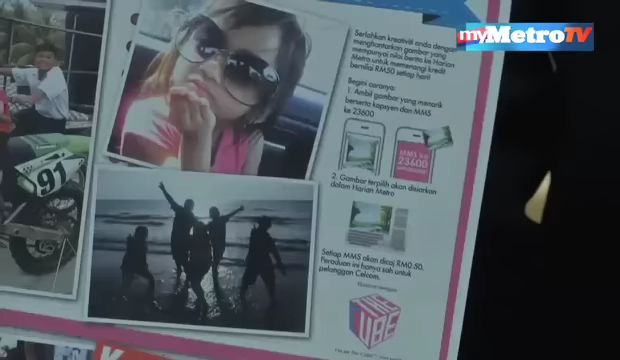 myMetroTV
Serlahkan kreativiti anda dengan
menghantarkan gambar yang
mempunyai nilai berita ke Harian
Metro untuk memenangi kredit
bernilai RM50 setiap hari!
Begini caranya:
1. Ambil gambar yang menarik
berserta kapsyen dan MMS
ke 23600
MMS ke
23600
2. Gambar terpilih akan disiarkan
dalam Harian Metro
Setiap MMS akan dicaj RM0.50.
Peraduan ini hanya sah untuk
pelanggan Celcom.
THE
CUBE
91